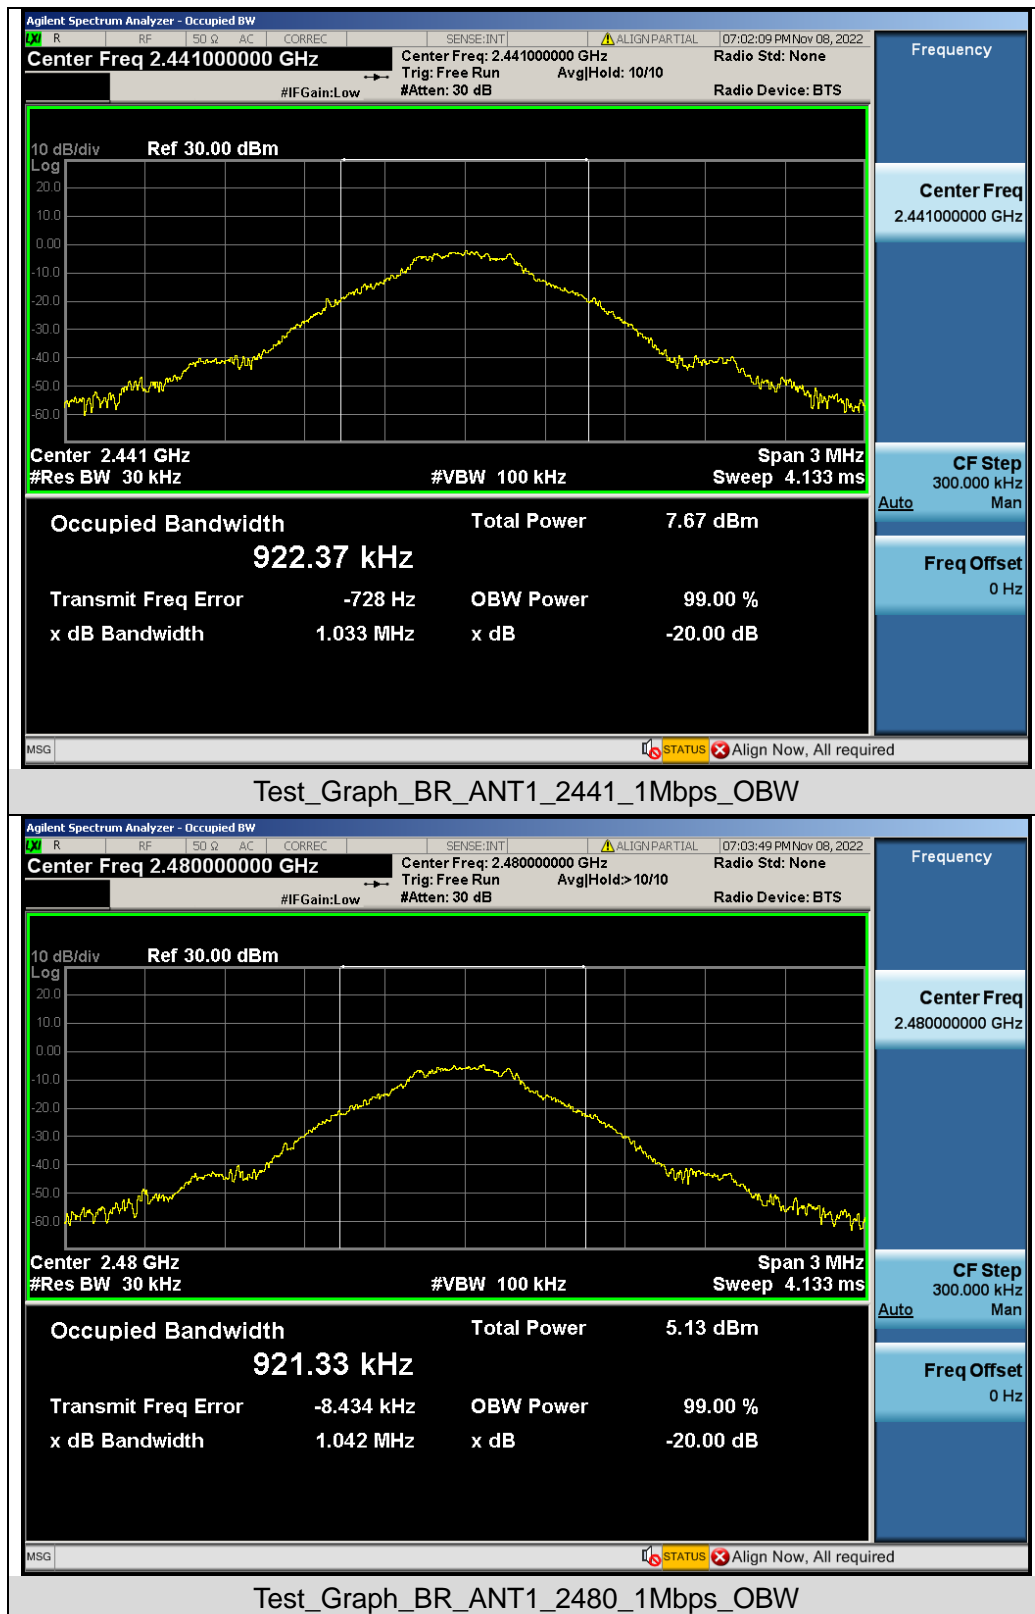 Agilent Spectrum Analyzer - Occupied BW
LXI R RF 50 Ω AC CORREC SENSE:INT ALIGN PARTIAL 07:02:09 PM Nov 08, 2022
Center Freq 2.441000000 GHz Center Freq: 2.441000000 GHz Radio Std: None Frequency
Trig: Free Run Avg|Hold: 10/10
#IFGain:Low #Atten: 30 dB Radio Device: BTS
10 dB/div Ref 30.00 dBm
Log
20.0
10.0
0.00
-10.0
-20.0
-30.0
-40.0
-50.0
-60.0
Center Freq
2.441000000 GHz
Center 2.441 GHz Span 3 MHz
#Res BW 30 kHz #VBW 100 kHz Sweep 4.133 ms
CF Step
300.000 kHz
Auto Man
Occupied Bandwidth Total Power 7.67 dBm
922.37 kHz
Freq Offset
0 Hz
Transmit Freq Error -728 Hz OBW Power 99.00 %
x dB Bandwidth 1.033 MHz x dB -20.00 dB
MSG STATUS Align Now, All required
Test_Graph_BR_ANT1_2441_1Mbps_OBW
Agilent Spectrum Analyzer - Occupied BW
LXI R RF 50 Ω AC CORREC SENSE:INT ALIGN PARTIAL 07:03:49 PM Nov 08, 2022
Center Freq 2.480000000 GHz Center Freq: 2.480000000 GHz Radio Std: None Frequency
Trig: Free Run Avg|Hold:>10/10
#IFGain:Low #Atten: 30 dB Radio Device: BTS
10 dB/div Ref 30.00 dBm
Log
20.0
10.0
0.00
-10.0
-20.0
-30.0
-40.0
-50.0
-60.0
Center Freq
2.480000000 GHz
Center 2.48 GHz Span 3 MHz
#Res BW 30 kHz #VBW 100 kHz Sweep 4.133 ms
CF Step
300.000 kHz
Auto Man
Occupied Bandwidth Total Power 5.13 dBm
921.33 kHz
Freq Offset
0 Hz
Transmit Freq Error -8.434 kHz OBW Power 99.00 %
x dB Bandwidth 1.042 MHz x dB -20.00 dB
MSG STATUS Align Now, All required
Test_Graph_BR_ANT1_2480_1Mbps_OBW